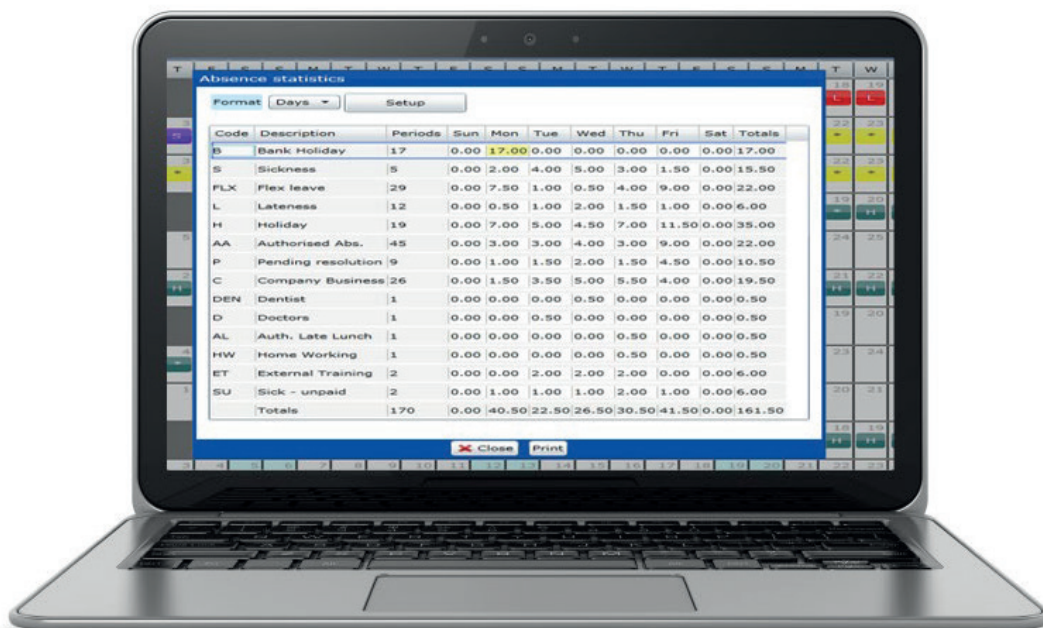 Absence statistics
Format Days Setup
Code Description Periods Sun Mon Tue Wed Thu Fri Sat Totals
B Bank Holiday 17 0.00 17.00 0.00 0.00 0.00 0.00 0.00 17.00
S Sickness 5 0.00 2.00 4.00 5.00 3.00 1.50 0.00 15.50
FLX Flex leave 29 0.00 7.50 1.00 0.50 4.00 9.00 0.00 22.00
L Lateness 12 0.00 0.50 1.00 2.00 1.50 1.00 0.00 6.00
H Holiday 19 0.00 7.00 5.00 4.50 7.00 11.50 0.00 35.00
AA Authorised Abs. 45 0.00 3.00 3.00 4.00 3.00 9.00 0.00 22.00
P Pending resolution 9 0.00 1.00 1.50 2.00 1.50 4.50 0.00 10.50
C Company Business 26 0.00 1.50 3.50 5.00 5.50 4.00 0.00 19.50
DEN Dentist 1 0.00 0.00 0.00 0.50 0.00 0.00 0.00 0.50
D Doctors 1 0.00 0.00 0.50 0.00 0.00 0.00 0.00 0.50
AL Auth. Late Lunch 1 0.00 0.00 0.00 0.00 0.50 0.00 0.00 0.50
HW Home Working 1 0.00 0.00 0.00 0.00 0.50 0.00 0.00 0.50
ET External Training 2 0.00 0.00 2.00 2.00 2.00 0.00 0.00 6.00
SU Sick - unpaid 2 0.00 1.00 1.00 1.00 2.00 1.00 0.00 6.00
Totals 170 0.00 40.50 22.50 26.50 30.50 41.50 0.00 161.50
Close Print